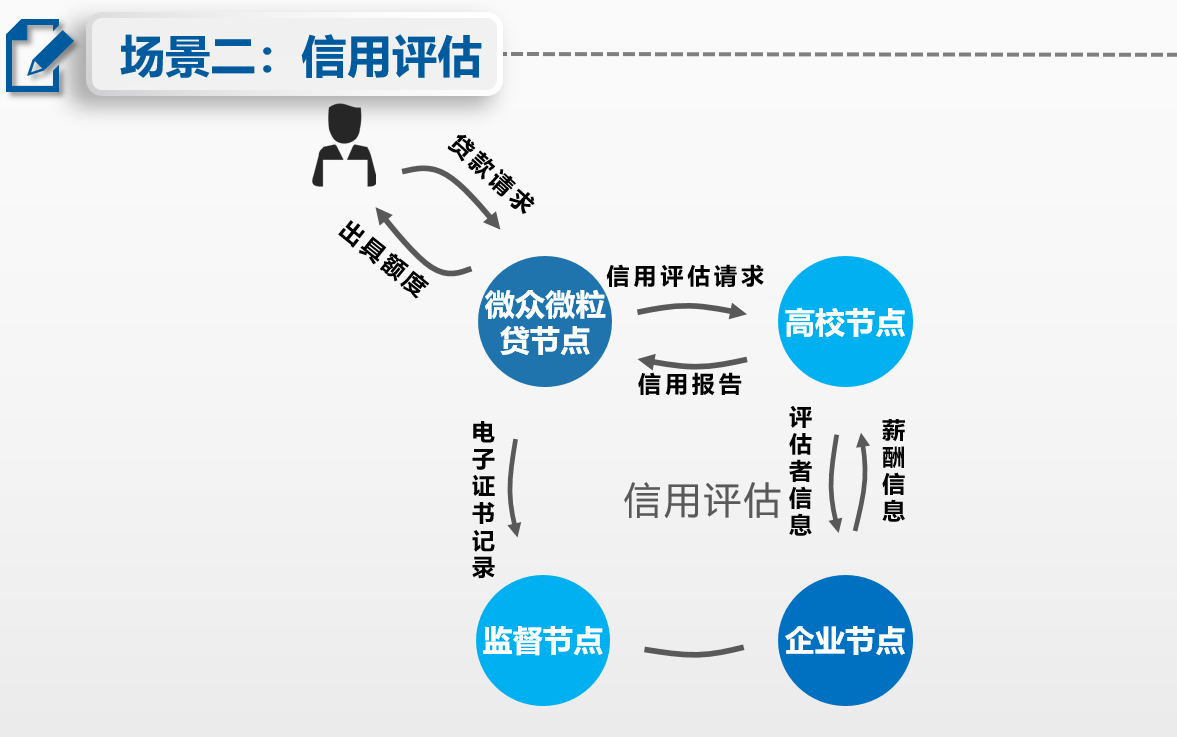 场景二：信用评估
贷款请求
出具额度
信用评估请求
微众微粒
贷节点
高校节点
信用报告
电子证书记录
信用评估
评估者信息
薪酬信息
监督节点
企业节点